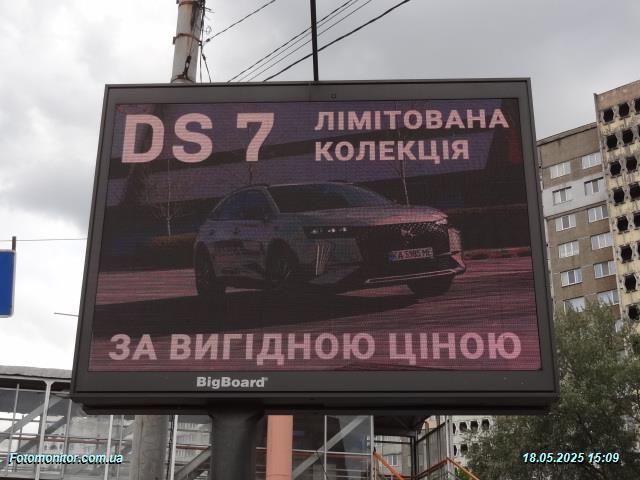 DS 7
ЛІМІТОВАНА
КОЛЕКЦІЯ
ЗА ВИГІДНОЮ ЦІНОЮ
BigBoard
Fotomonitor.com.ua
18.05.2025 15:09